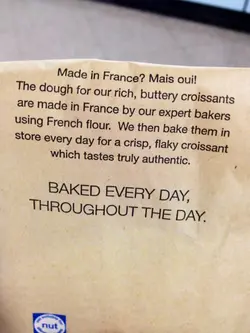 Made in France? Mais oui!
The dough for our rich, buttery croissants
are made in France by our expert bakers
using French flour. We then bake them in
store every day for a crisp, flaky croissant
which tastes truly authentic.
BAKED EVERY DAY,
THROUGHOUT THE DAY.
nut